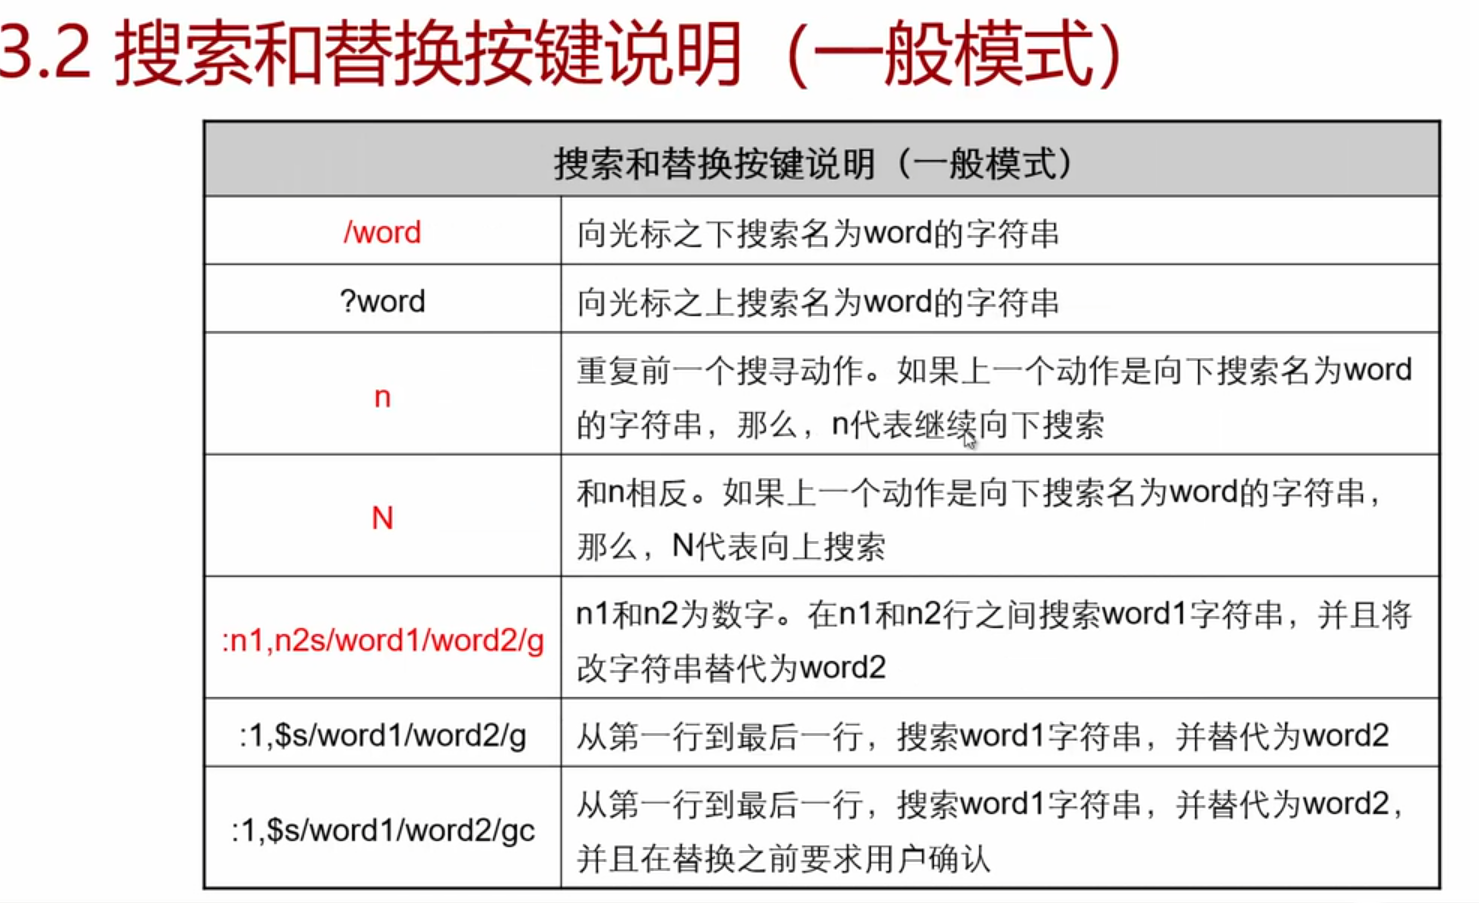 3.2 搜索和替换按键说明（一般模式）
搜索和替换按键说明（一般模式）
/word
向光标之下搜索名为word的字符串
?word
向光标之上搜索名为word的字符串
n
重复前一个搜寻动作。如果上一个动作是向下搜索名为word
的字符串，那么，n代表继续向下搜索
N
和n相反。如果上一个动作是向下搜索名为word的字符串，
那么，N代表向上搜索
:n1,n2s/word1/word2/g
n1和n2为数字。在n1和n2行之间搜索word1字符串，并且将
改字符串替代为word2
:1,$s/word1/word2/g
从第一行到最后一行，搜索word1字符串，并替代为word2
:1,$s/word1/word2/gc
从第一行到最后一行，搜索word1字符串，并替代为word2，
并且在替换之前要求用户确认